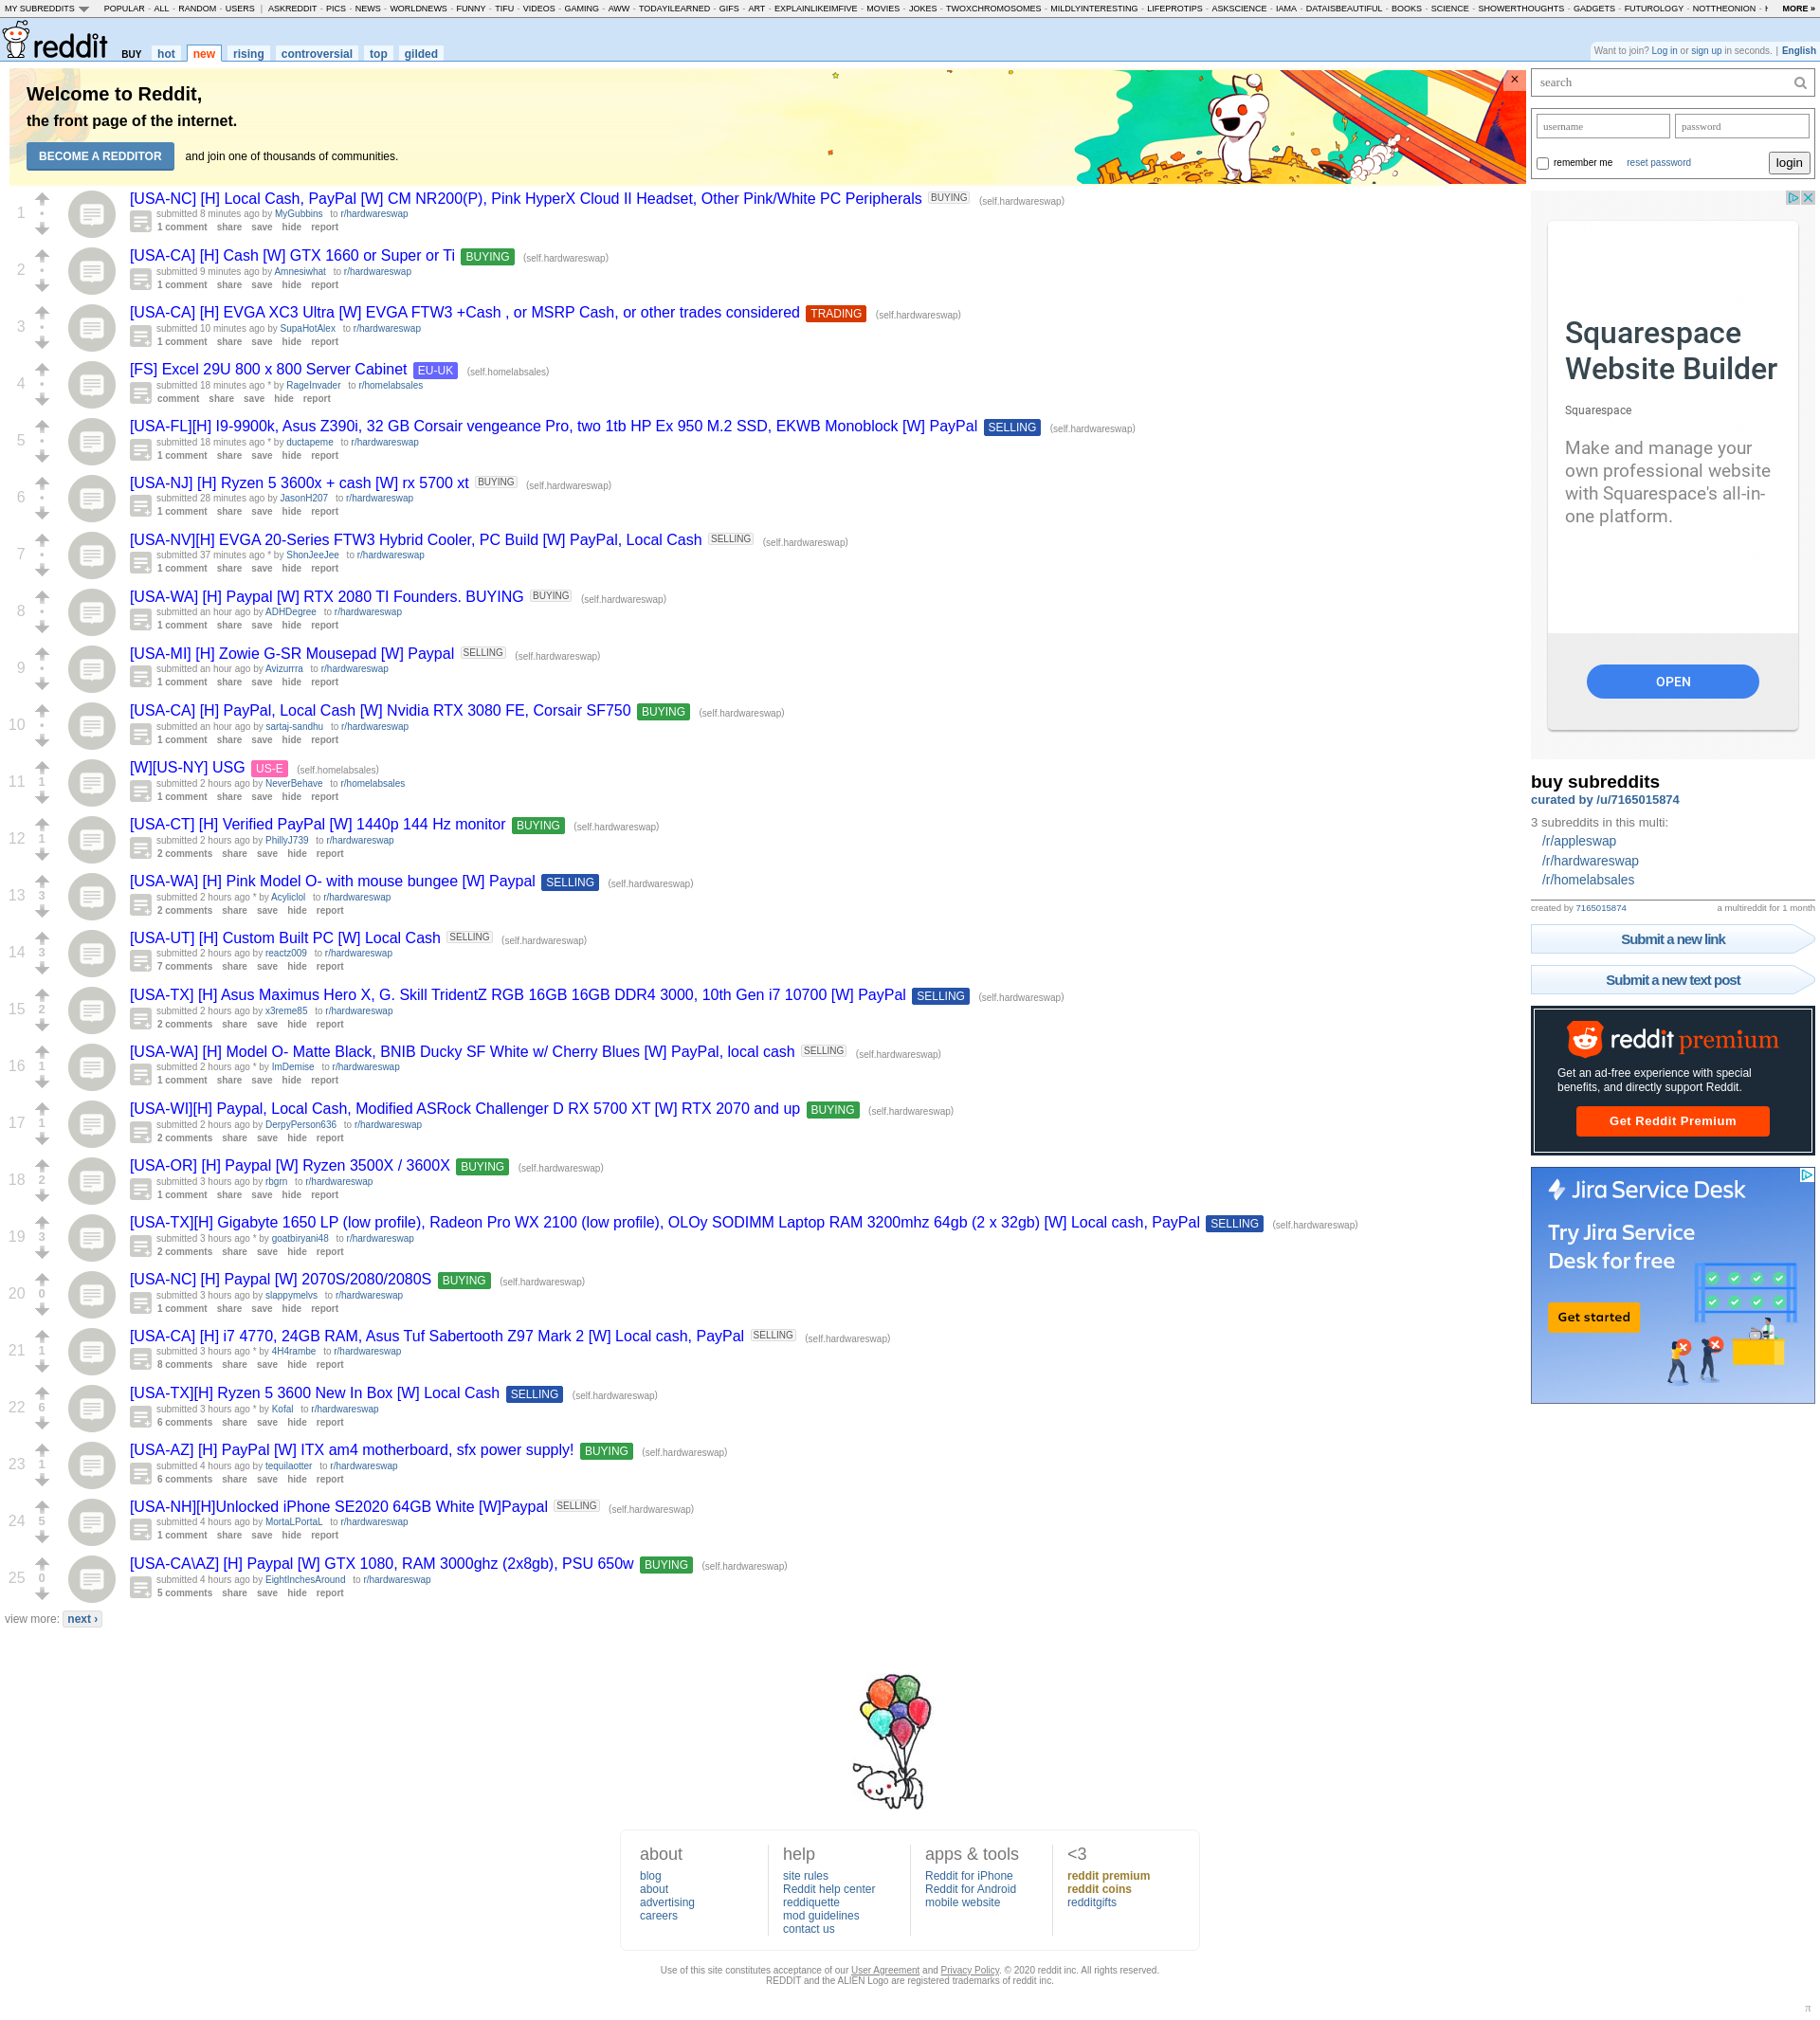 MY SUBREDDITS POPULAR - ALL - RANDOM - USERS | ASKREDDIT - PICS - NEWS - WORLDNEWS - FUNNY - TIFU - VIDEOS - GAMING - AWW - TODAYILEARNED - GIFS - ART - EXPLAINLIKEIMFIVE - MOVIES - JOKES - TWOXCHROMOSOMES - MILDLYINTERESTING - LIFEPROTIPS - ASKSCIENCE - IAMA - DATAISBEAUTIFUL - BOOKS - SCIENCE - SHOWERTHOUGHTS - GADGETS - FUTUROLOGY - NOTTHEONION - MORE »
reddit BUY hot new rising controversial top gilded
Want to join? Log in or sign up in seconds. | English
Welcome to Reddit,
the front page of the internet.
BECOME A REDDITOR and join one of thousands of communities.
×
search
username password
remember me reset password login
1 [USA-NC] [H] Local Cash, PayPal [W] CM NR200(P), Pink HyperX Cloud II Headset, Other Pink/White PC Peripherals BUYING (self.hardwareswap)
submitted 8 minutes ago by MyGubbins to r/hardwareswap
1 comment share save hide report
2 [USA-CA] [H] Cash [W] GTX 1660 or Super or Ti BUYING (self.hardwareswap)
submitted 9 minutes ago by Amnesiwhat to r/hardwareswap
1 comment share save hide report
3 [USA-CA] [H] EVGA XC3 Ultra [W] EVGA FTW3 +Cash , or MSRP Cash, or other trades considered TRADING (self.hardwareswap)
submitted 10 minutes ago by SupaHotAlex to r/hardwareswap
1 comment share save hide report
4 [FS] Excel 29U 800 x 800 Server Cabinet EU-UK (self.homelabsales)
submitted 18 minutes ago * by RageInvader to r/homelabsales
comment share save hide report
5 [USA-FL][H] I9-9900k, Asus Z390i, 32 GB Corsair vengeance Pro, two 1tb HP Ex 950 M.2 SSD, EKWB Monoblock [W] PayPal SELLING (self.hardwareswap)
submitted 18 minutes ago * by ductapeme to r/hardwareswap
1 comment share save hide report
6 [USA-NJ] [H] Ryzen 5 3600x + cash [W] rx 5700 xt BUYING (self.hardwareswap)
submitted 28 minutes ago by JasonH207 to r/hardwareswap
1 comment share save hide report
7 [USA-NV][H] EVGA 20-Series FTW3 Hybrid Cooler, PC Build [W] PayPal, Local Cash SELLING (self.hardwareswap)
submitted 37 minutes ago * by ShonJeeJee to r/hardwareswap
1 comment share save hide report
8 [USA-WA] [H] Paypal [W] RTX 2080 TI Founders. BUYING BUYING (self.hardwareswap)
submitted an hour ago by ADHDegree to r/hardwareswap
1 comment share save hide report
9 [USA-MI] [H] Zowie G-SR Mousepad [W] Paypal SELLING (self.hardwareswap)
submitted an hour ago by Avizurrra to r/hardwareswap
1 comment share save hide report
10 [USA-CA] [H] PayPal, Local Cash [W] Nvidia RTX 3080 FE, Corsair SF750 BUYING (self.hardwareswap)
submitted an hour ago by sartaj-sandhu to r/hardwareswap
1 comment share save hide report
11 1 [W][US-NY] USG US-E (self.homelabsales)
submitted 2 hours ago by NeverBehave to r/homelabsales
1 comment share save hide report
12 1 [USA-CT] [H] Verified PayPal [W] 1440p 144 Hz monitor BUYING (self.hardwareswap)
submitted 2 hours ago by PhillyJ739 to r/hardwareswap
2 comments share save hide report
13 3 [USA-WA] [H] Pink Model O- with mouse bungee [W] Paypal SELLING (self.hardwareswap)
submitted 2 hours ago * by Acyliclol to r/hardwareswap
2 comments share save hide report
14 3 [USA-UT] [H] Custom Built PC [W] Local Cash SELLING (self.hardwareswap)
submitted 2 hours ago by reactz009 to r/hardwareswap
7 comments share save hide report
15 2 [USA-TX] [H] Asus Maximus Hero X, G. Skill TridentZ RGB 16GB 16GB DDR4 3000, 10th Gen i7 10700 [W] PayPal SELLING (self.hardwareswap)
submitted 2 hours ago by x3reme85 to r/hardwareswap
2 comments share save hide report
16 1 [USA-WA] [H] Model O- Matte Black, BNIB Ducky SF White w/ Cherry Blues [W] PayPal, local cash SELLING (self.hardwareswap)
submitted 2 hours ago * by ImDemise to r/hardwareswap
1 comment share save hide report
17 1 [USA-WI][H] Paypal, Local Cash, Modified ASRock Challenger D RX 5700 XT [W] RTX 2070 and up BUYING (self.hardwareswap)
submitted 2 hours ago by DerpyPerson636 to r/hardwareswap
2 comments share save hide report
18 2 [USA-OR] [H] Paypal [W] Ryzen 3500X / 3600X BUYING (self.hardwareswap)
submitted 3 hours ago by rbgrn to r/hardwareswap
1 comment share save hide report
19 3 [USA-TX][H] Gigabyte 1650 LP (low profile), Radeon Pro WX 2100 (low profile), OLOy SODIMM Laptop RAM 3200mhz 64gb (2 x 32gb) [W] Local cash, PayPal SELLING (self.hardwareswap)
submitted 3 hours ago * by goatbiryani48 to r/hardwareswap
2 comments share save hide report
20 0 [USA-NC] [H] Paypal [W] 2070S/2080/2080S BUYING (self.hardwareswap)
submitted 3 hours ago by slappymelvs to r/hardwareswap
1 comment share save hide report
21 1 [USA-CA] [H] i7 4770, 24GB RAM, Asus Tuf Sabertooth Z97 Mark 2 [W] Local cash, PayPal SELLING (self.hardwareswap)
submitted 3 hours ago * by 4H4rambe to r/hardwareswap
8 comments share save hide report
22 6 [USA-TX][H] Ryzen 5 3600 New In Box [W] Local Cash SELLING (self.hardwareswap)
submitted 3 hours ago * by Kofal to r/hardwareswap
6 comments share save hide report
23 1 [USA-AZ] [H] PayPal [W] ITX am4 motherboard, sfx power supply! BUYING (self.hardwareswap)
submitted 4 hours ago by tequilaotter to r/hardwareswap
6 comments share save hide report
24 5 [USA-NH][H]Unlocked iPhone SE2020 64GB White [W]Paypal SELLING (self.hardwareswap)
submitted 4 hours ago by MortaLPortaL to r/hardwareswap
1 comment share save hide report
25 0 [USA-CA\AZ] [H] Paypal [W] GTX 1080, RAM 3000ghz (2x8gb), PSU 650w BUYING (self.hardwareswap)
submitted 4 hours ago by EightInchesAround to r/hardwareswap
5 comments share save hide report
view more: next ›
Squarespace
Website Builder
Squarespace
Make and manage your
own professional website
with Squarespace's all-in-
one platform.
OPEN
buy subreddits
curated by /u/7165015874
3 subreddits in this multi:
/r/appleswap
/r/hardwareswap
/r/homelabsales
created by 7165015874 a multireddit for 1 month
Submit a new link
Submit a new text post
reddit premium
Get an ad-free experience with special
benefits, and directly support Reddit.
Get Reddit Premium
Jira Service Desk
Try Jira Service
Desk for free
Get started
about help apps & tools <3
blog site rules Reddit for iPhone reddit premium
about Reddit help center Reddit for Android reddit coins
advertising reddiquette mobile website redditgifts
careers mod guidelines
contact us
Use of this site constitutes acceptance of our User Agreement and Privacy Policy. © 2020 reddit inc. All rights reserved.
REDDIT and the ALIEN Logo are registered trademarks of reddit inc.
π